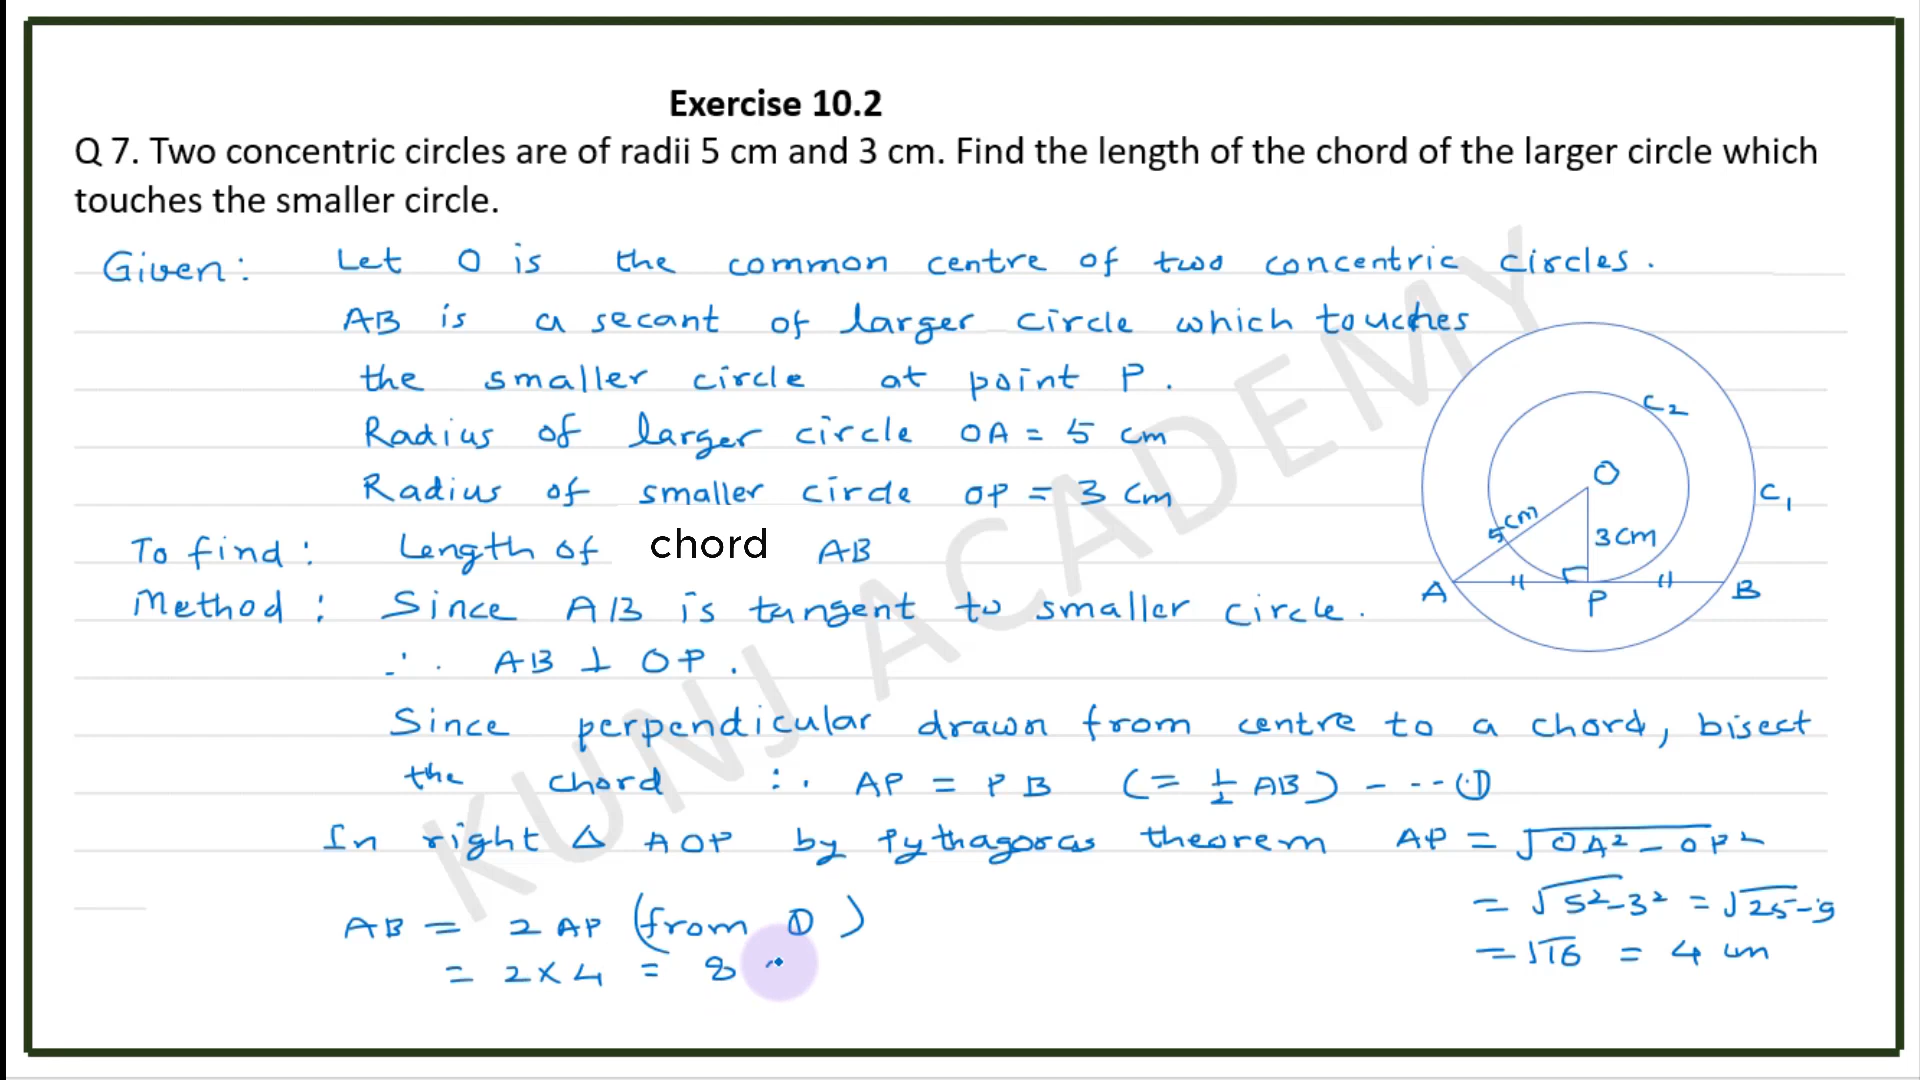 Exercise 10.2
Q 7. Two concentric circles are of radii 5 cm and 3 cm. Find the length of the chord of the larger circle which
touches the smaller circle.
Given: Let O is the common centre of two concentric circles.
AB is a secant of larger circle which touches
the smaller circle at point P.
Radius of larger circle OA = 5 cm
Radius of smaller circle OP = 3 cm
To find: Length of chord AB
Method: Since AB is tangent to smaller circle.
∴ AB ⊥ OP.
Since perpendicular drawn from centre to a chord, bisect
the chord ∴ AP = PB (= 1/2 AB) - --- ①
In right Δ AOP by Pythagoras theorem AP = √OA² - OP²
= √5²-3² = √25-9
= √16 = 4 cm
AB = 2 AP (from ①)
= 2 × 4 = 8
C₂
O
C₁
5cm
3cm
A
P
B
KUNJ ACADEMY